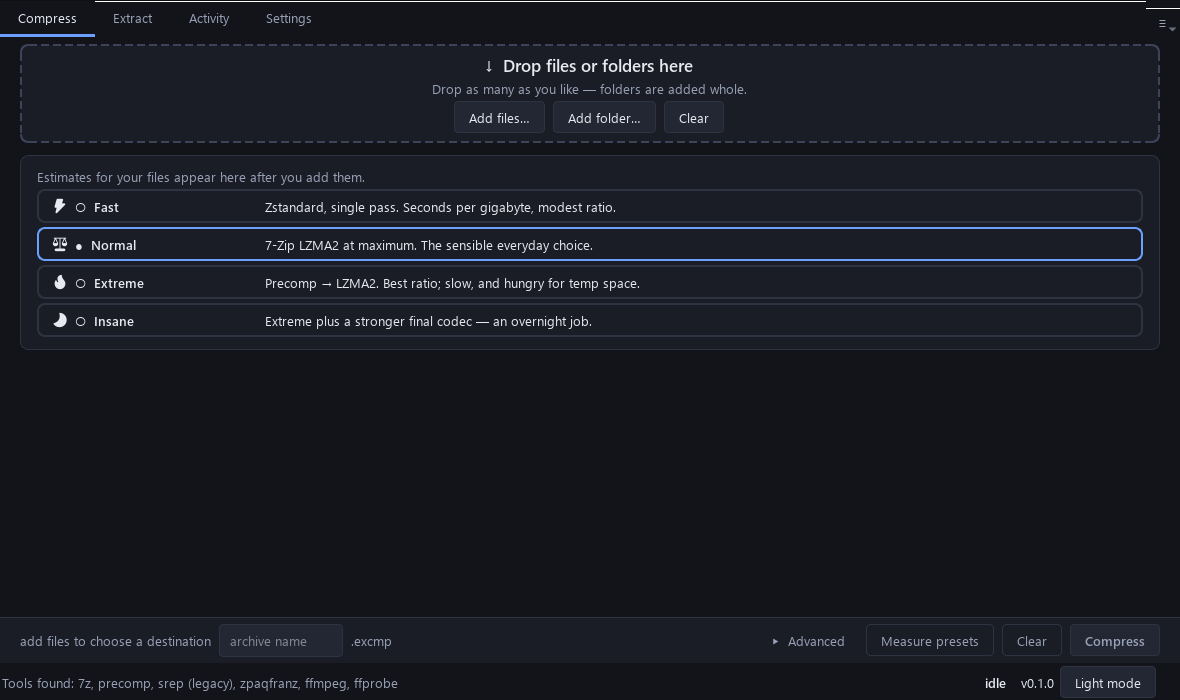 Compress Extract Activity Settings
↓ Drop files or folders here
Drop as many as you like — folders are added whole.
Add files... Add folder... Clear
Estimates for your files appear here after you add them.
Fast Zstandard, single pass. Seconds per gigabyte, modest ratio.
Normal 7-Zip LZMA2 at maximum. The sensible everyday choice.
Extreme Precomp → LZMA2. Best ratio; slow, and hungry for temp space.
Insane Extreme plus a stronger final codec — an overnight job.
add files to choose a destination archive name .excmp ▸ Advanced Measure presets Clear Compress
Tools found: 7z, precomp, srep (legacy), zpaqfranz, ffmpeg, ffprobe idle v0.1.0 Light mode